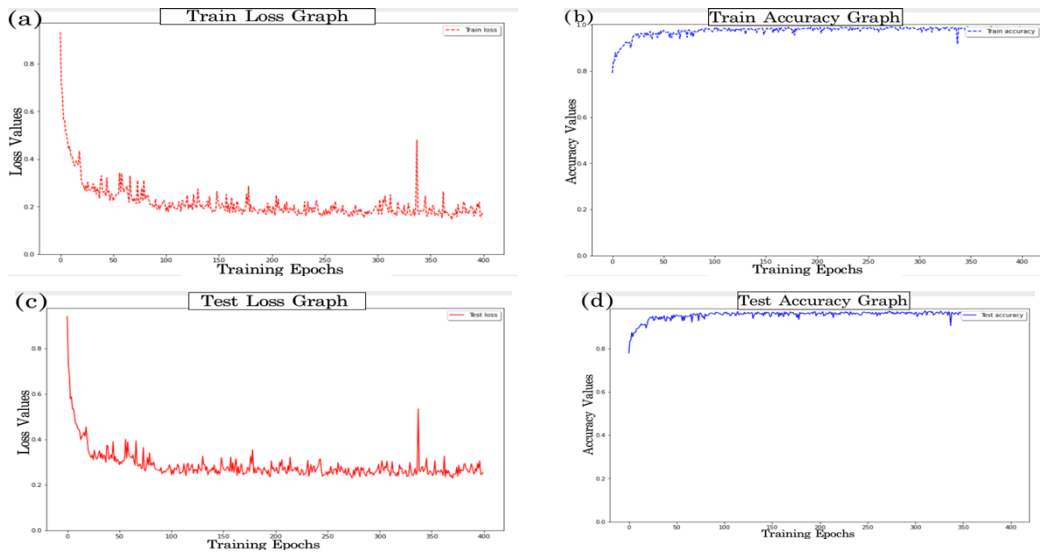 (a) Train Loss Graph
Train loss
0.8
0.6
0.4
0.2
0.0
Loss Values
0 50 100 150 200 250 300 350 400
Training Epochs
(b) Train Accuracy Graph
Train accuracy
1.0
0.8
0.6
0.4
0.2
0.0
Accuracy Values
0 50 100 150 200 250 300 350 400
Training Epochs
(c) Test Loss Graph
Test loss
0.8
0.6
0.4
0.2
0.0
Loss Values
0 50 100 150 200 250 300 350 400
Training Epochs
(d) Test Accuracy Graph
Test accuracy
0.8
0.6
0.4
0.2
0.0
Accuracy Values
0 50 100 150 200 250 300 350 400
Training Epochs